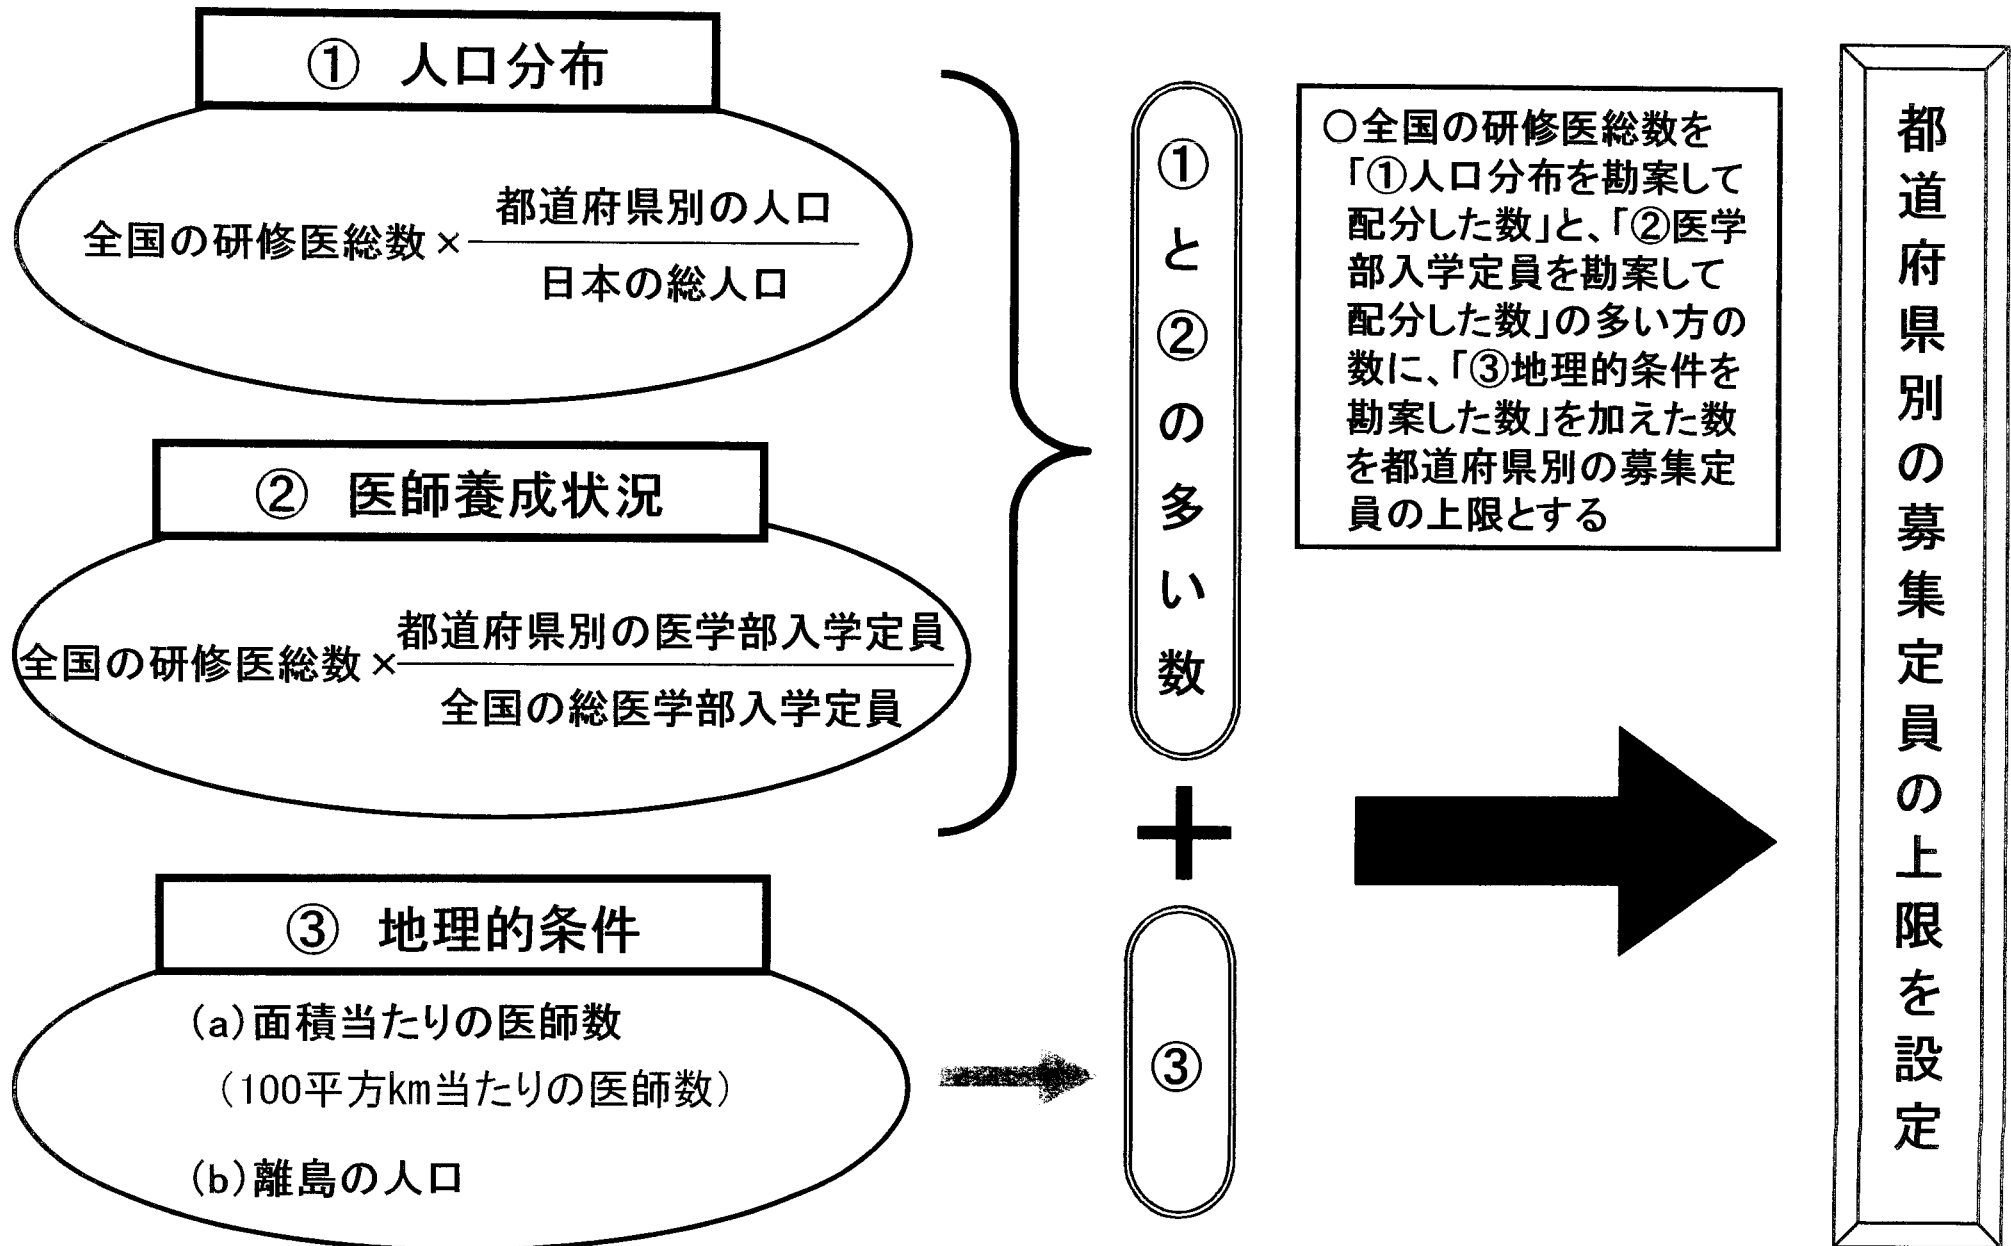 ① 人口分布
全国の研修医総数×
都道府県別の人口
日本の総人口
② 医師養成状況
全国の研修医総数×
都道府県別の医学部入学定員
全国の総医学部入学定員
③ 地理的条件
(a)面積当たりの医師数
(100平方km当たりの医師数)
(b)離島の人口
①と②の多い数
+
③
○全国の研修医総数を
「①人口分布を勘案して
配分した数」と、「②医学
部入学定員を勘案して
配分した数」の多い方の
数に、「③地理的条件を
勘案した数」を加えた数
を都道府県別の募集定
員の上限とする
都道府県別の募集定員の上限を設定